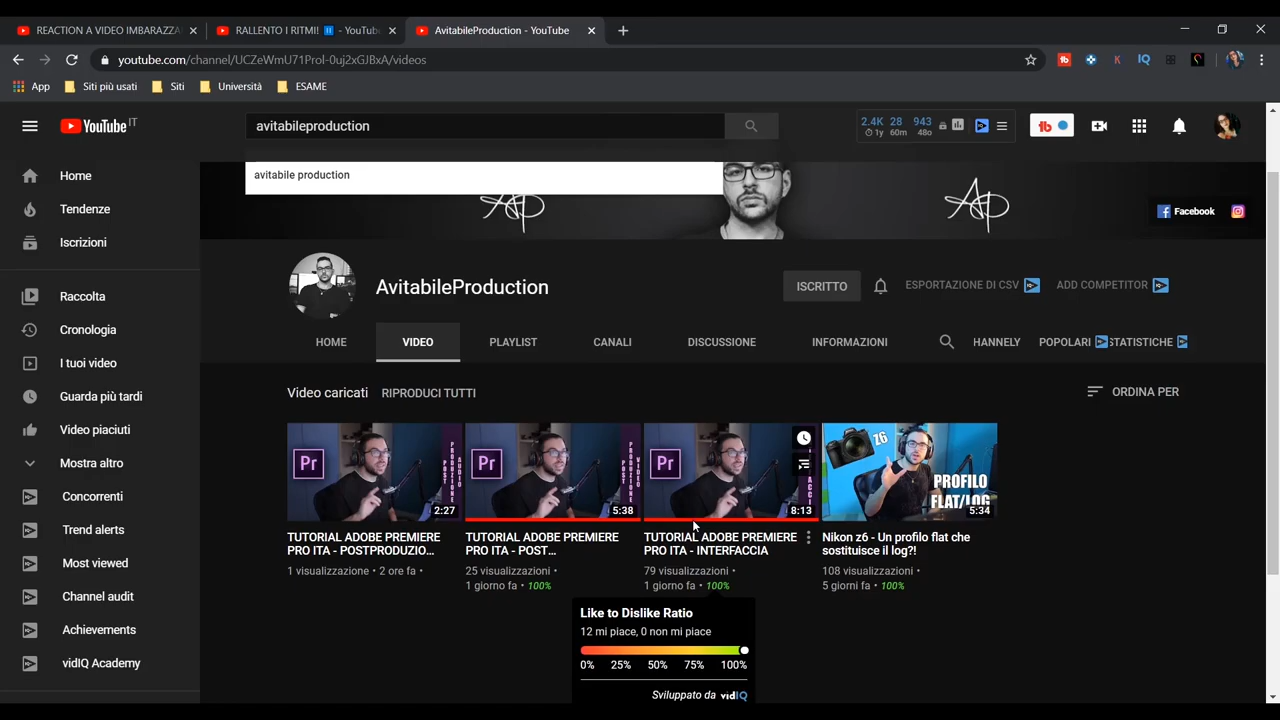 REACTION A VIDEO IMBARAZZA
RALLENTO I RITMI! - YouTube
AvitabileProduction - YouTube
youtube.com/channel/UCZeWmU71Prol-0uj2xGJBxA/videos
App
Siti più usati
Siti
Università
ESAME
YouTube IT
avitabileproduction
2.4K 28 943
1y 60m 48o
avitabile production
Home
Tendenze
Iscrizioni
Raccolta
Cronologia
I tuoi video
Guarda più tardi
Video piaciuti
Mostra altro
Concorrenti
Trend alerts
Most viewed
Channel audit
Achievements
vidIQ Academy
Facebook
AvitabileProduction
ISCRITTO
ESPORTAZIONE DI CSV
ADD COMPETITOR
HOME
VIDEO
PLAYLIST
CANALI
DISCUSSIONE
INFORMAZIONI
HANNELY
POPOLARI
STATISTICHE
Video caricati
RIPRODUCI TUTTI
ORDINA PER
Pr
POST PRODUZIONE AUDIO
2:27
TUTORIAL ADOBE PREMIERE
PRO ITA - POSTPRODUZIO...
1 visualizzazione • 2 ore fa •
Pr
POST PRODUZIONE VIDEO
5:38
TUTORIAL ADOBE PREMIERE
PRO ITA - POST...
25 visualizzazioni •
1 giorno fa • 100%
Pr
8:13
TUTORIAL ADOBE PREMIERE
PRO ITA - INTERFACCIA
79 visualizzazioni •
1 giorno fa • 100%
Z6
PROFILO
FLAT/LOG
5:34
Nikon z6 - Un profilo flat che
sostituisce il log?!
108 visualizzazioni •
5 giorni fa • 100%
Like to Dislike Ratio
12 mi piace, 0 non mi piace
0% 25% 50% 75% 100%
Sviluppato da vidIQ